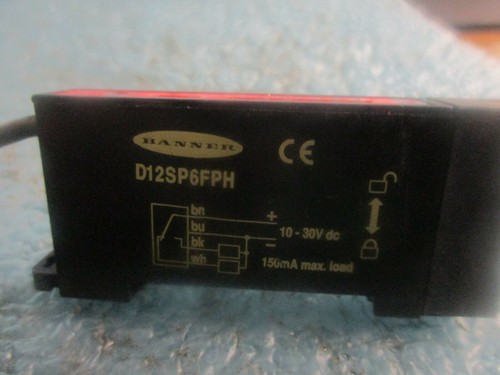 BANNER
CE
D12SP6FPH
bn
+
bu
10 - 30V dc
bk
−
wh
150mA max. load